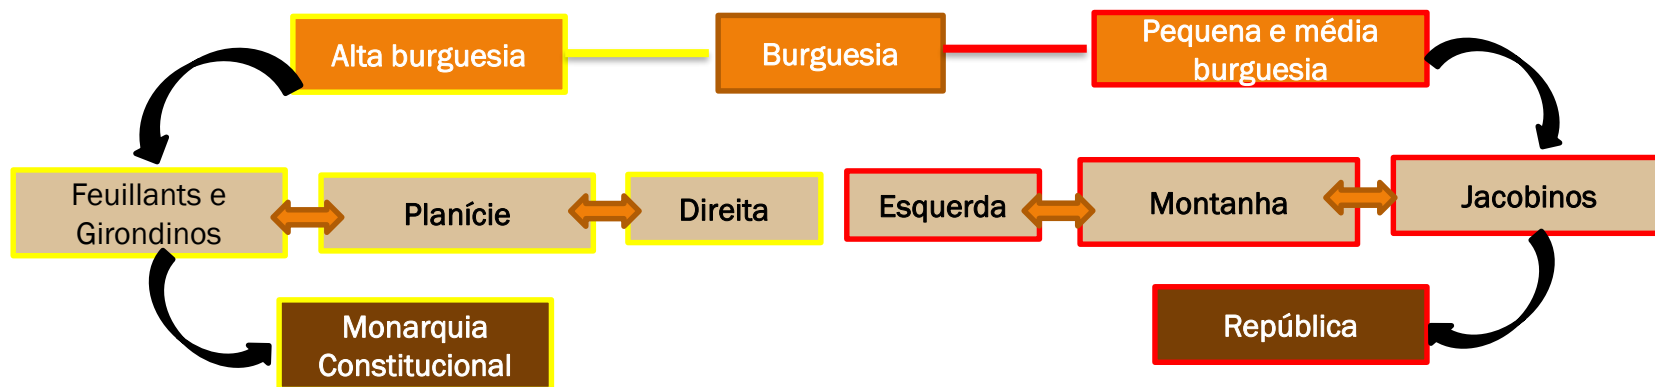 Alta burguesia
Burguesia
Pequena e média
burguesia
Feuillants e
Girondinos
Planície
Direita
Esquerda
Montanha
Jacobinos
Monarquia
Constitucional
República